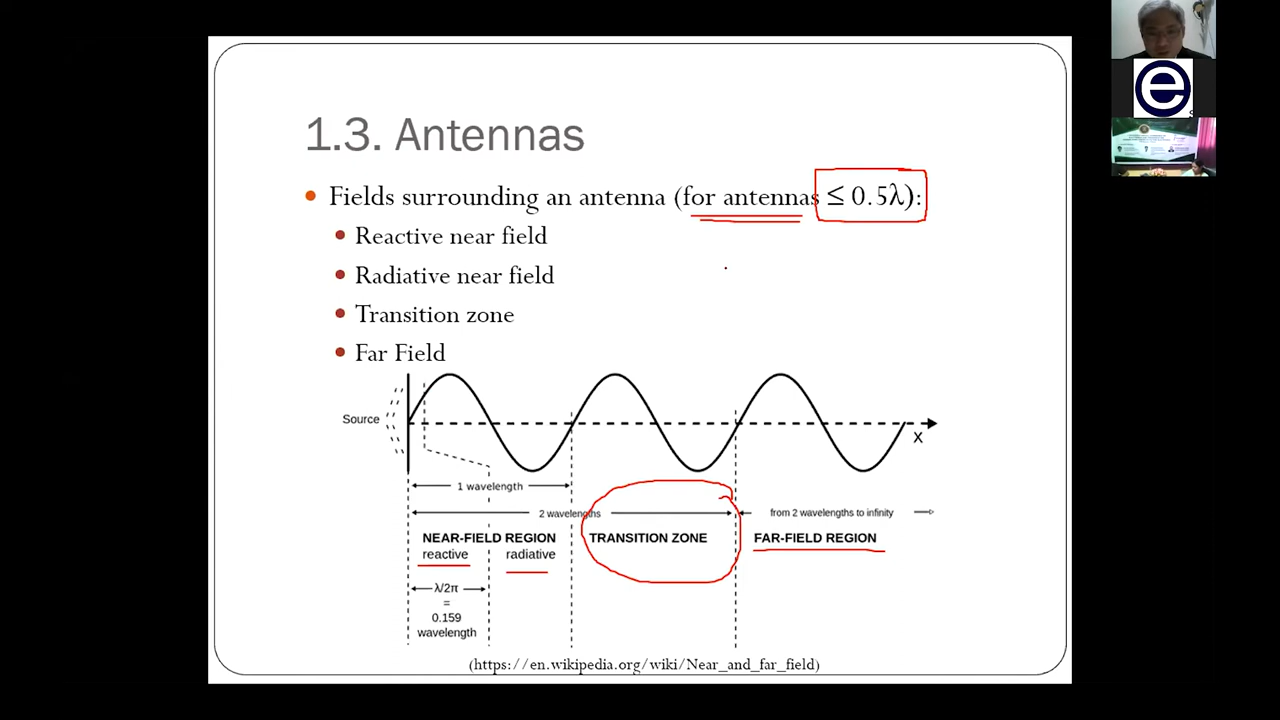 1.3. Antennas
Fields surrounding an antenna (for antennas ≤ 0.5λ):
Reactive near field
Radiative near field
Transition zone
Far Field
Source
x
1 wavelength
2 wavelengths
from 2 wavelengths to infinity
NEAR-FIELD REGION
TRANSITION ZONE
FAR-FIELD REGION
reactive
radiative
λ/2π
=
0.159
wavelength
(https://en.wikipedia.org/wiki/Near_and_far_field)
e